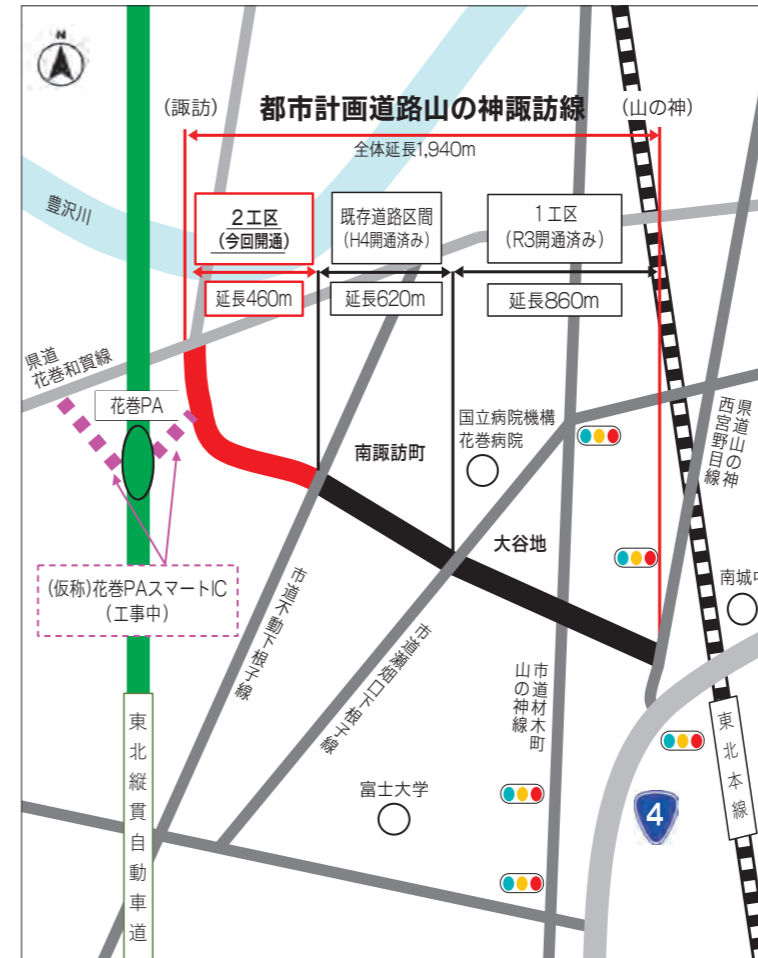 N
(諏訪)
都市計画道路山の神諏訪線
(山の神)
全体延長1,940m
豊沢川
2工区
(今回開通)
既存道路区間
(H4開通済み)
1工区
(R3開通済み)
延長460m
延長620m
延長860m
県道
花巻和賀線
花巻PA
南諏訪町
国立病院機構
花巻病院
県道山の神
西宮野目線
大谷地
(仮称)花巻PAスマートIC
(工事中)
南城中
市道不動下根子線
市道瀬畑口下根子線
市道材木町
山の神線
東北縦貫自動車道
富士大学
4
東北本線